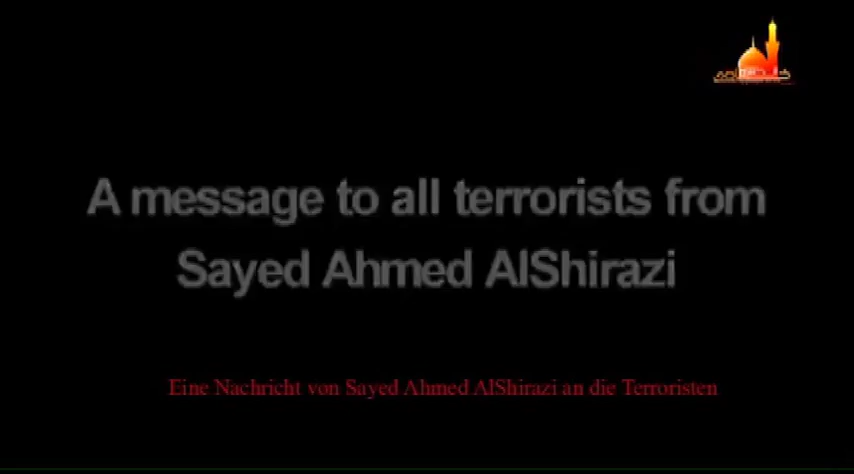 A message to all terrorists from
Sayed Ahmed AlShirazi
Eine Nachricht von Sayed Ahmed AlShirazi an die Terroristen